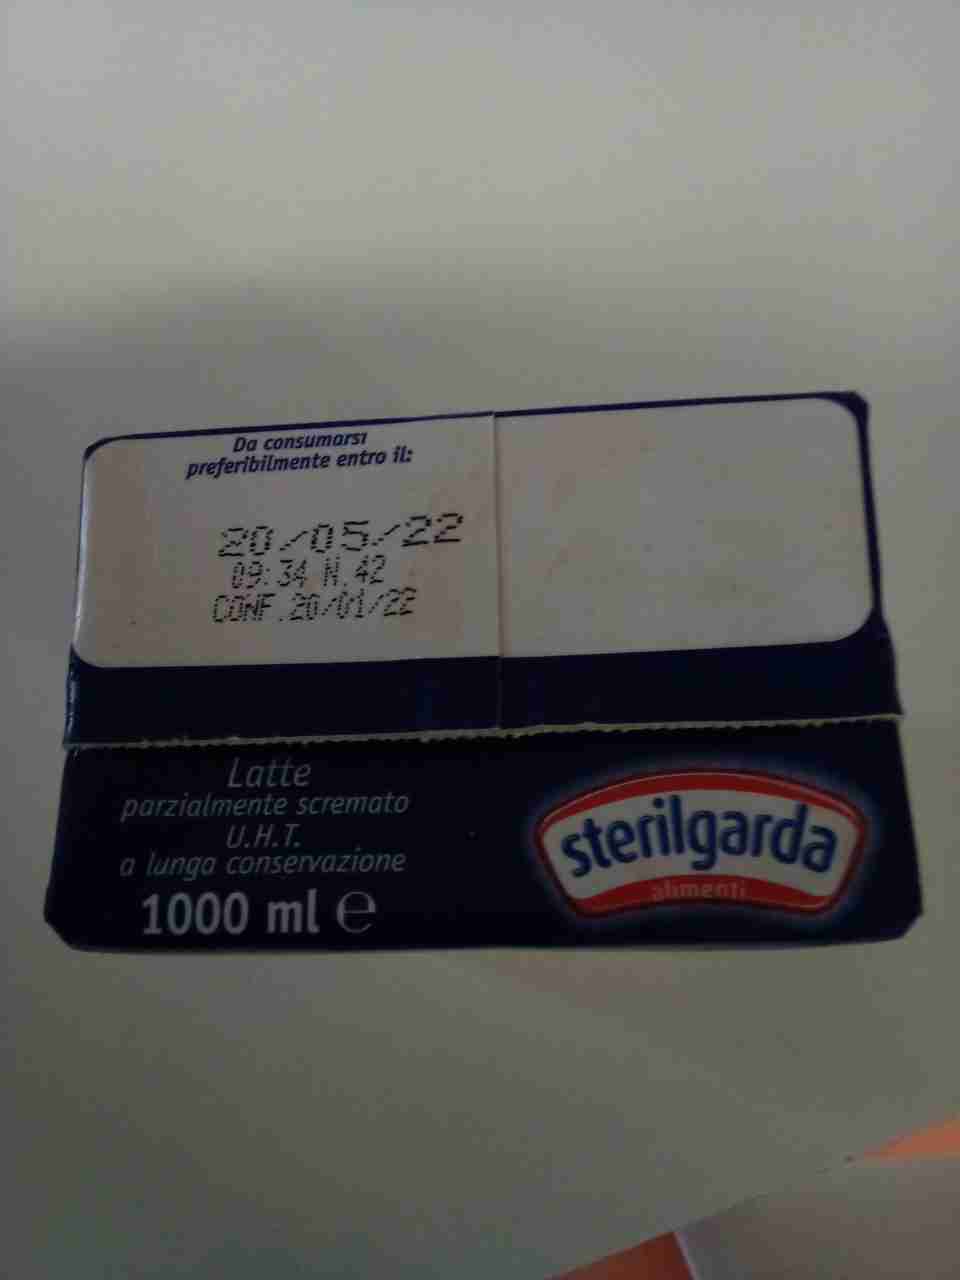 Da consumarsi
preferibilmente entro il:
20/05/22
09:34 N.42
CONF.20/01/22
Latte
parzialmente scremato
U.H.T.
a lunga conservazione
1000 ml ℮
sterilgarda
alimenti